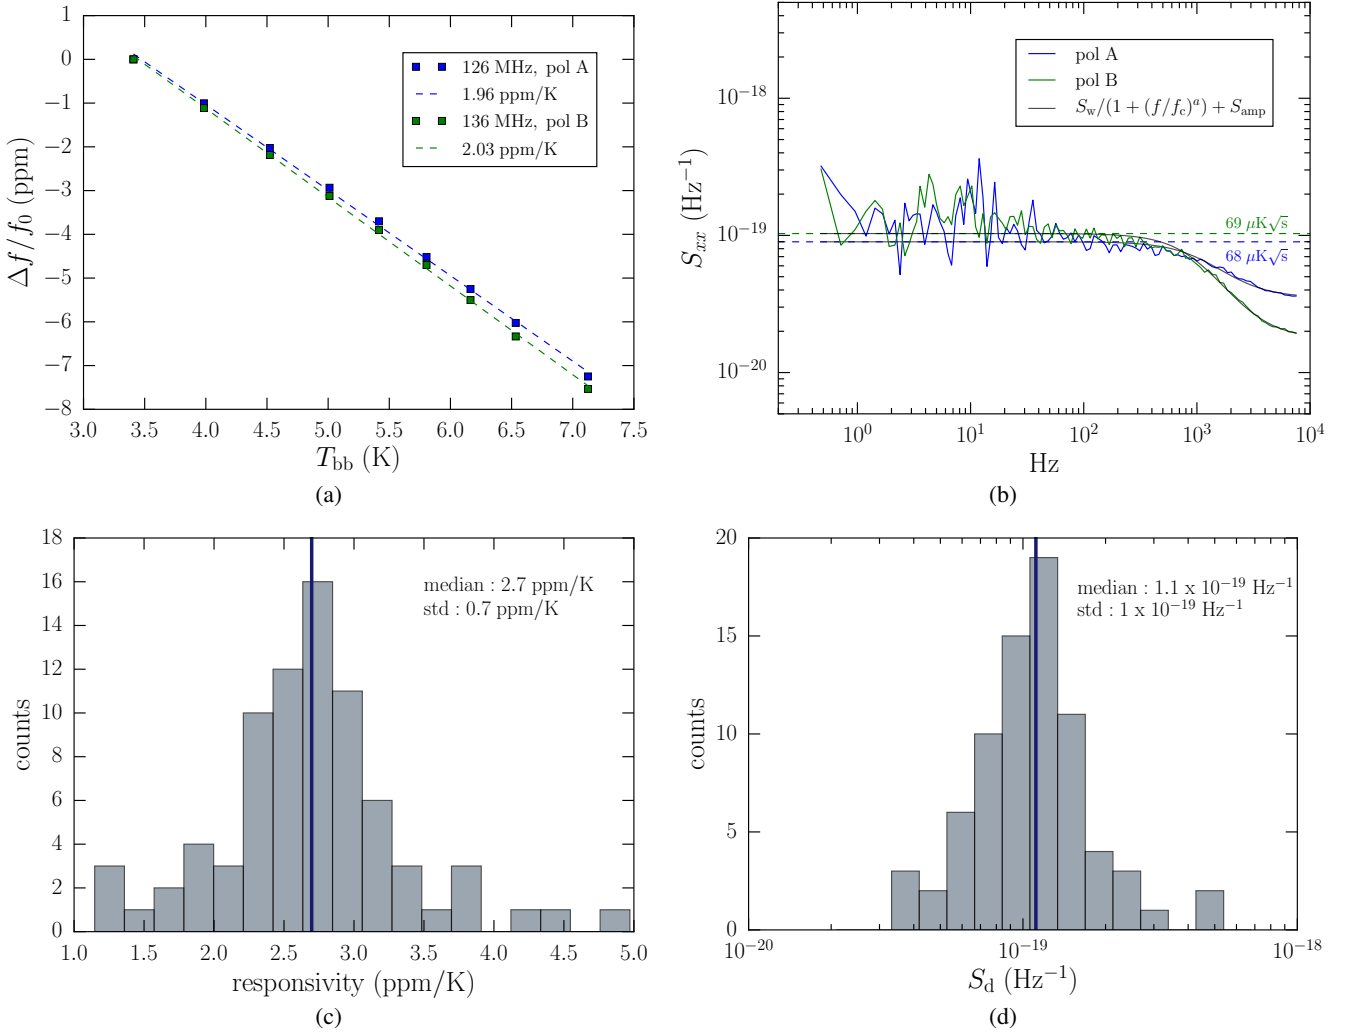 1
0
−1
−2
−3
−4
−5
−6
−7
−8
Δf/f₀ (ppm)
126 MHz, pol A
1.96 ppm/K
136 MHz, pol B
2.03 ppm/K
3.0 3.5 4.0 4.5 5.0 5.5 6.0 6.5 7.0 7.5
T_bb (K)
(a)
10⁻¹⁸
10⁻¹⁹
10⁻²⁰
S_xx (Hz⁻¹)
pol A
pol B
S_w/(1 + (f/f_c)^a) + S_amp
69 μK√s
68 μK√s
10⁰ 10¹ 10² 10³ 10⁴
Hz
(b)
18
16
14
12
10
8
6
4
2
0
counts
median : 2.7 ppm/K
std : 0.7 ppm/K
1.0 1.5 2.0 2.5 3.0 3.5 4.0 4.5 5.0
responsivity (ppm/K)
(c)
20
15
10
5
0
counts
median : 1.1 x 10⁻¹⁹ Hz⁻¹
std : 1 x 10⁻¹⁹ Hz⁻¹
10⁻²⁰ 10⁻¹⁹ 10⁻¹⁸
S_d (Hz⁻¹)
(d)